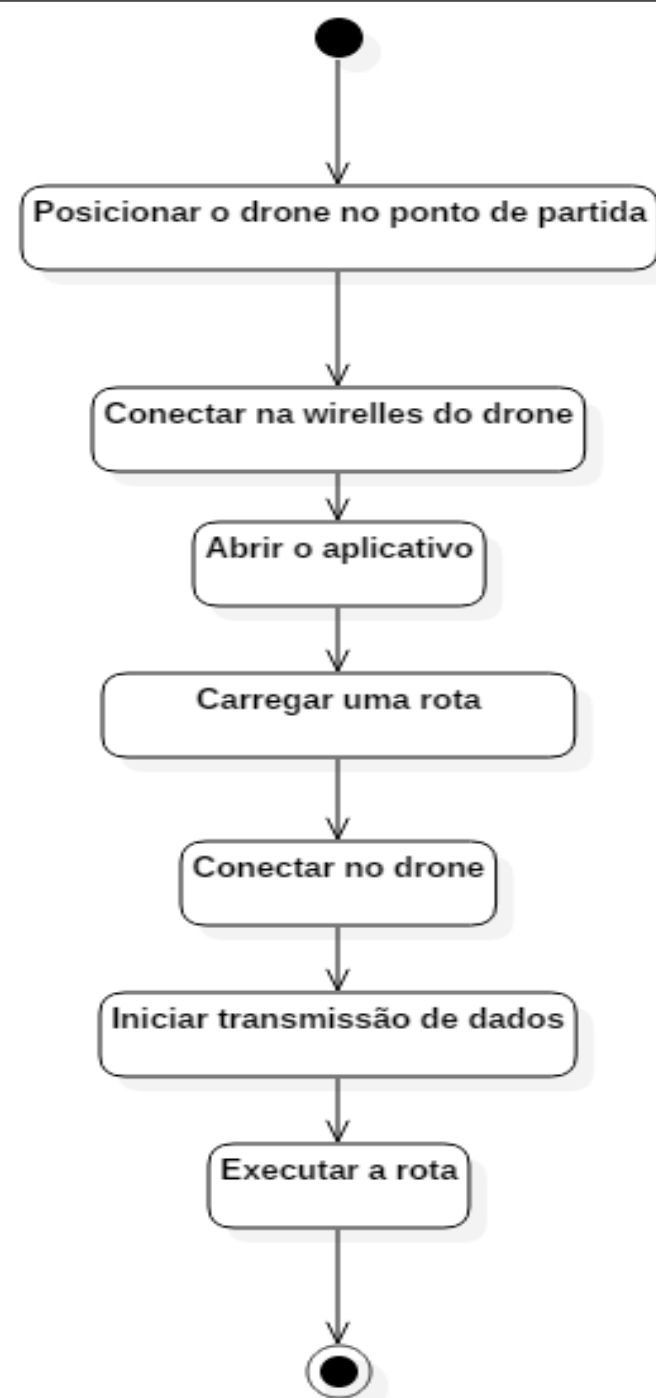 Posicionar o drone no ponto de partida
Conectar na wirelles do drone
Abrir o aplicativo
Carregar uma rota
Conectar no drone
Iniciar transmissão de dados
Executar a rota